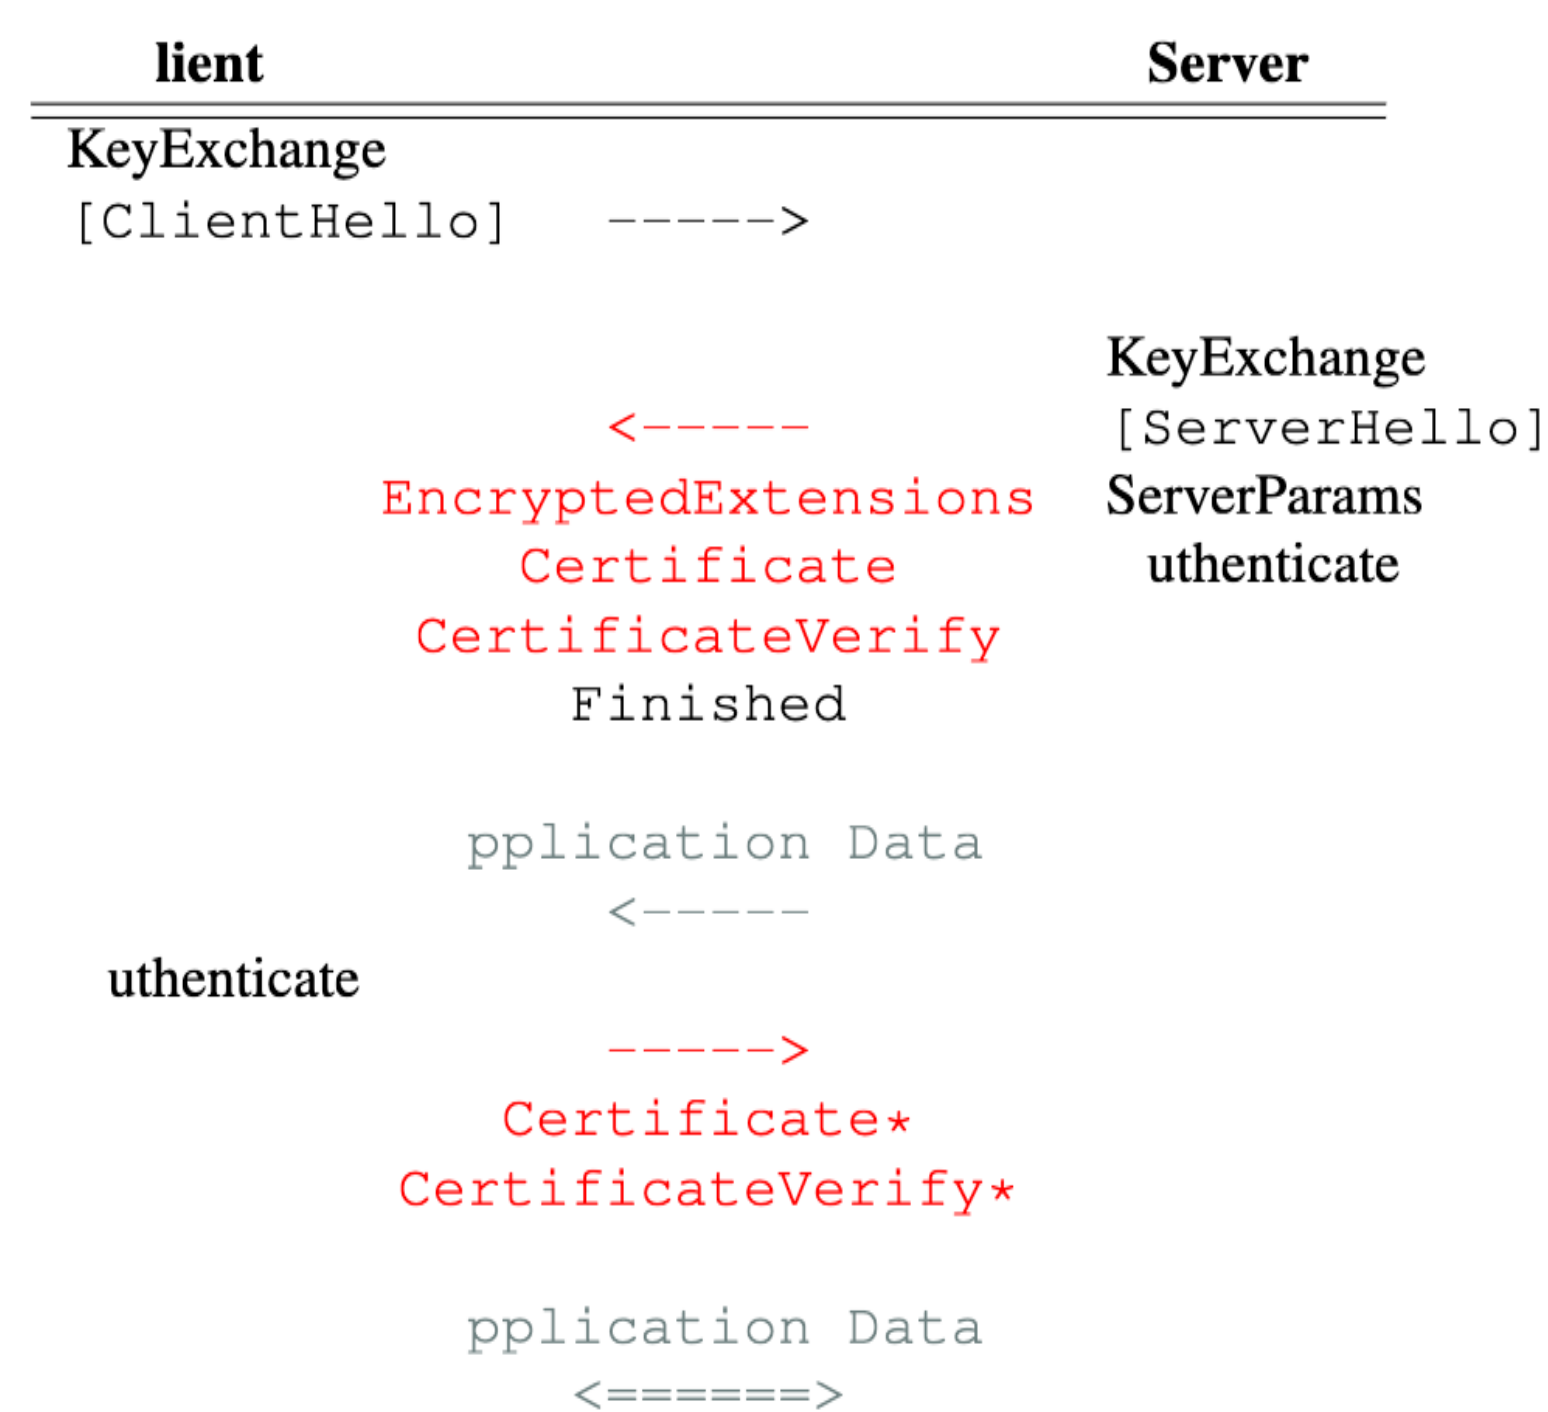 lient Server
KeyExchange
[ClientHello] ----->
KeyExchange
<----- [ServerHello]
EncryptedExtensions ServerParams
Certificate uthenticate
CertificateVerify
Finished
pplication Data
<-----
uthenticate
----->
Certificate*
CertificateVerify*
pplication Data
<======>